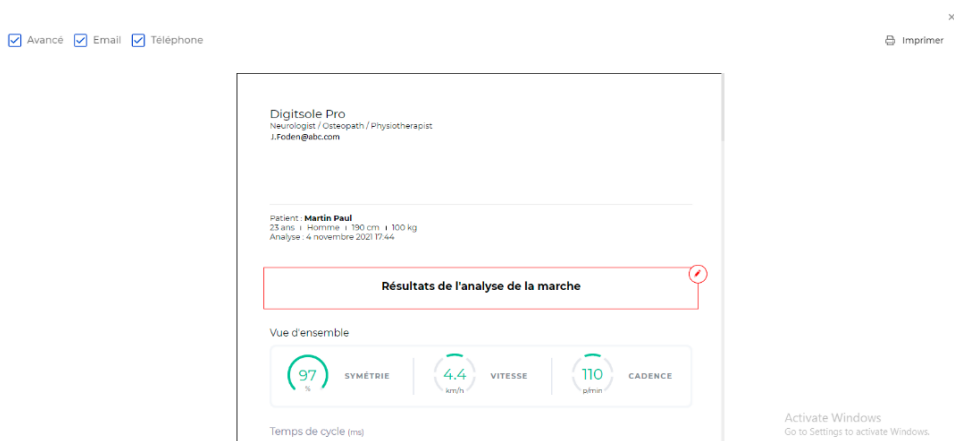 ×
Avancé Email Téléphone
Imprimer
Digitsole Pro
Neurologist / Osteopath / Physiotherapist
J.Foden@abc.com
Patient : Martin Paul
23 ans ı Homme ı 190 cm ı 100 kg
Analyse : 4 novembre 2021 17:44
Résultats de l'analyse de la marche
Vue d'ensemble
97
%
SYMÉTRIE
4.4
km/h
VITESSE
110
p/min
CADENCE
Temps de cycle (ms)
Activate Windows
Go to Settings to activate Windows.